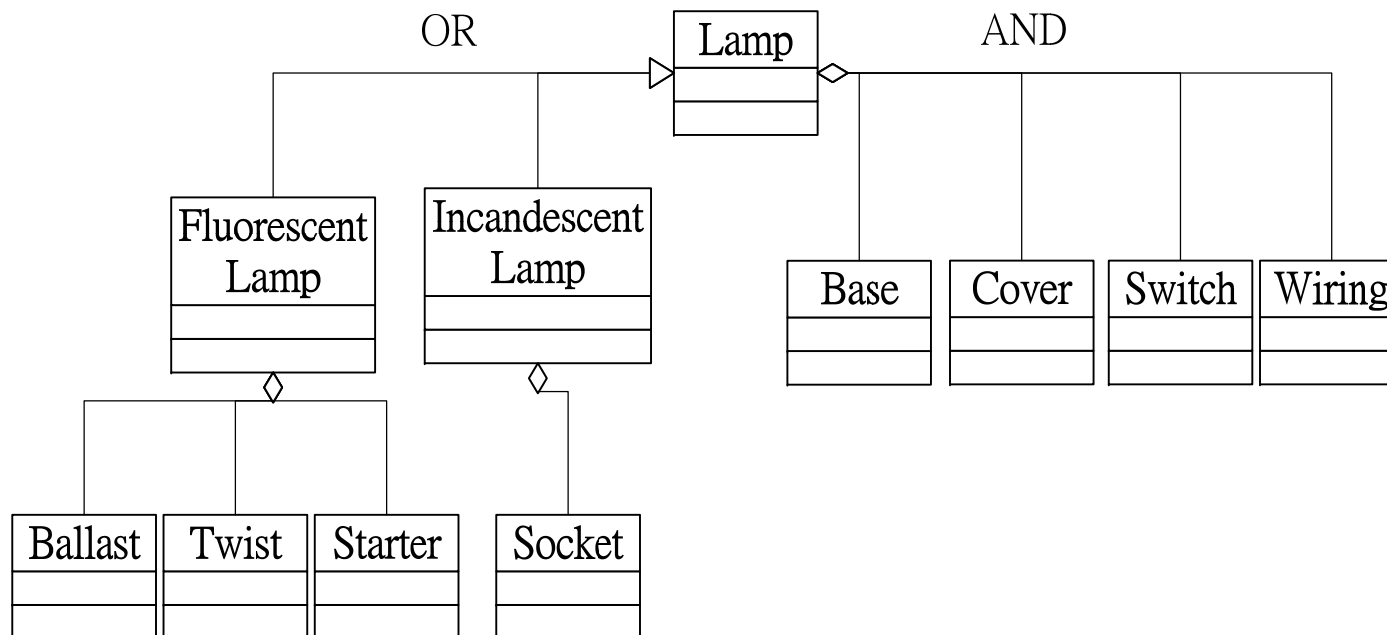 OR
Lamp
AND
Fluorescent
Lamp
Incandescent
Lamp
Base
Cover
Switch
Wiring
Ballast
Twist
Starter
Socket